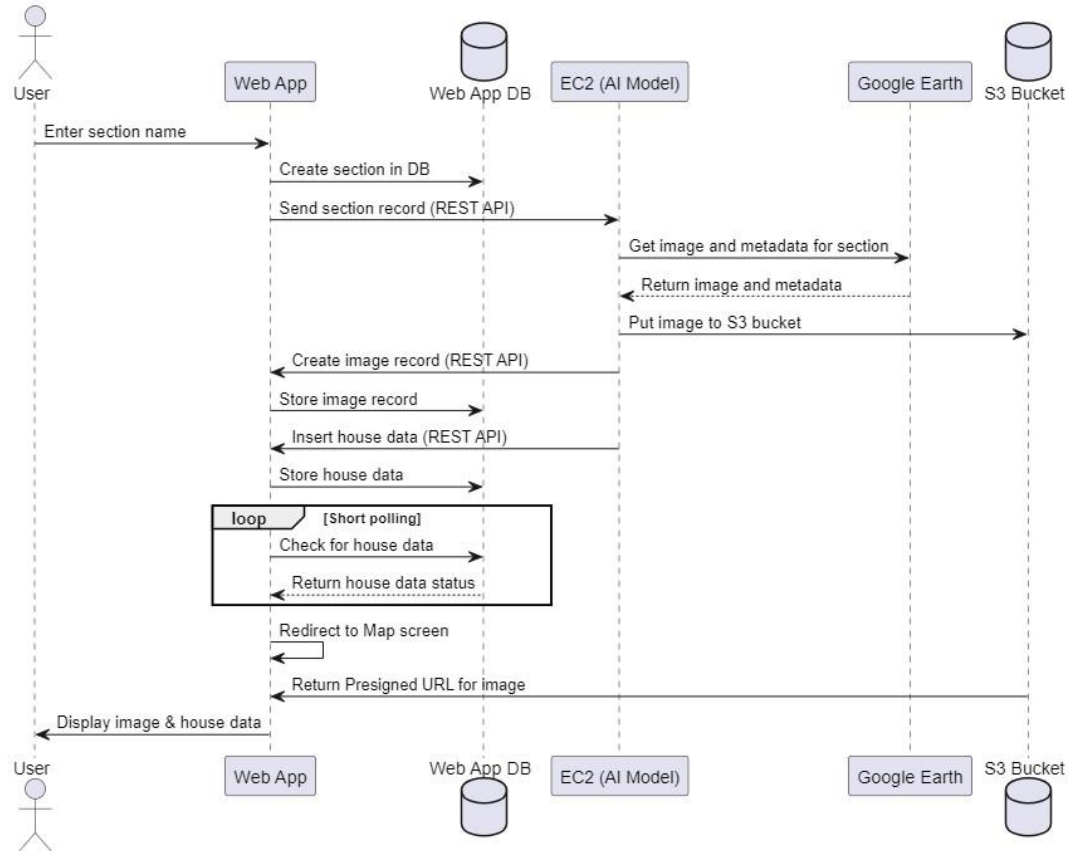 User
Web App
Web App DB
EC2 (AI Model)
Google Earth
S3 Bucket
Enter section name
Create section in DB
Send section record (REST API)
Get image and metadata for section
Return image and metadata
Put image to S3 bucket
Create image record (REST API)
Store image record
Insert house data (REST API)
Store house data
loop [Short polling]
Check for house data
Return house data status
Redirect to Map screen
Return Presigned URL for image
Display image & house data
User
Web App
Web App DB
EC2 (AI Model)
Google Earth
S3 Bucket